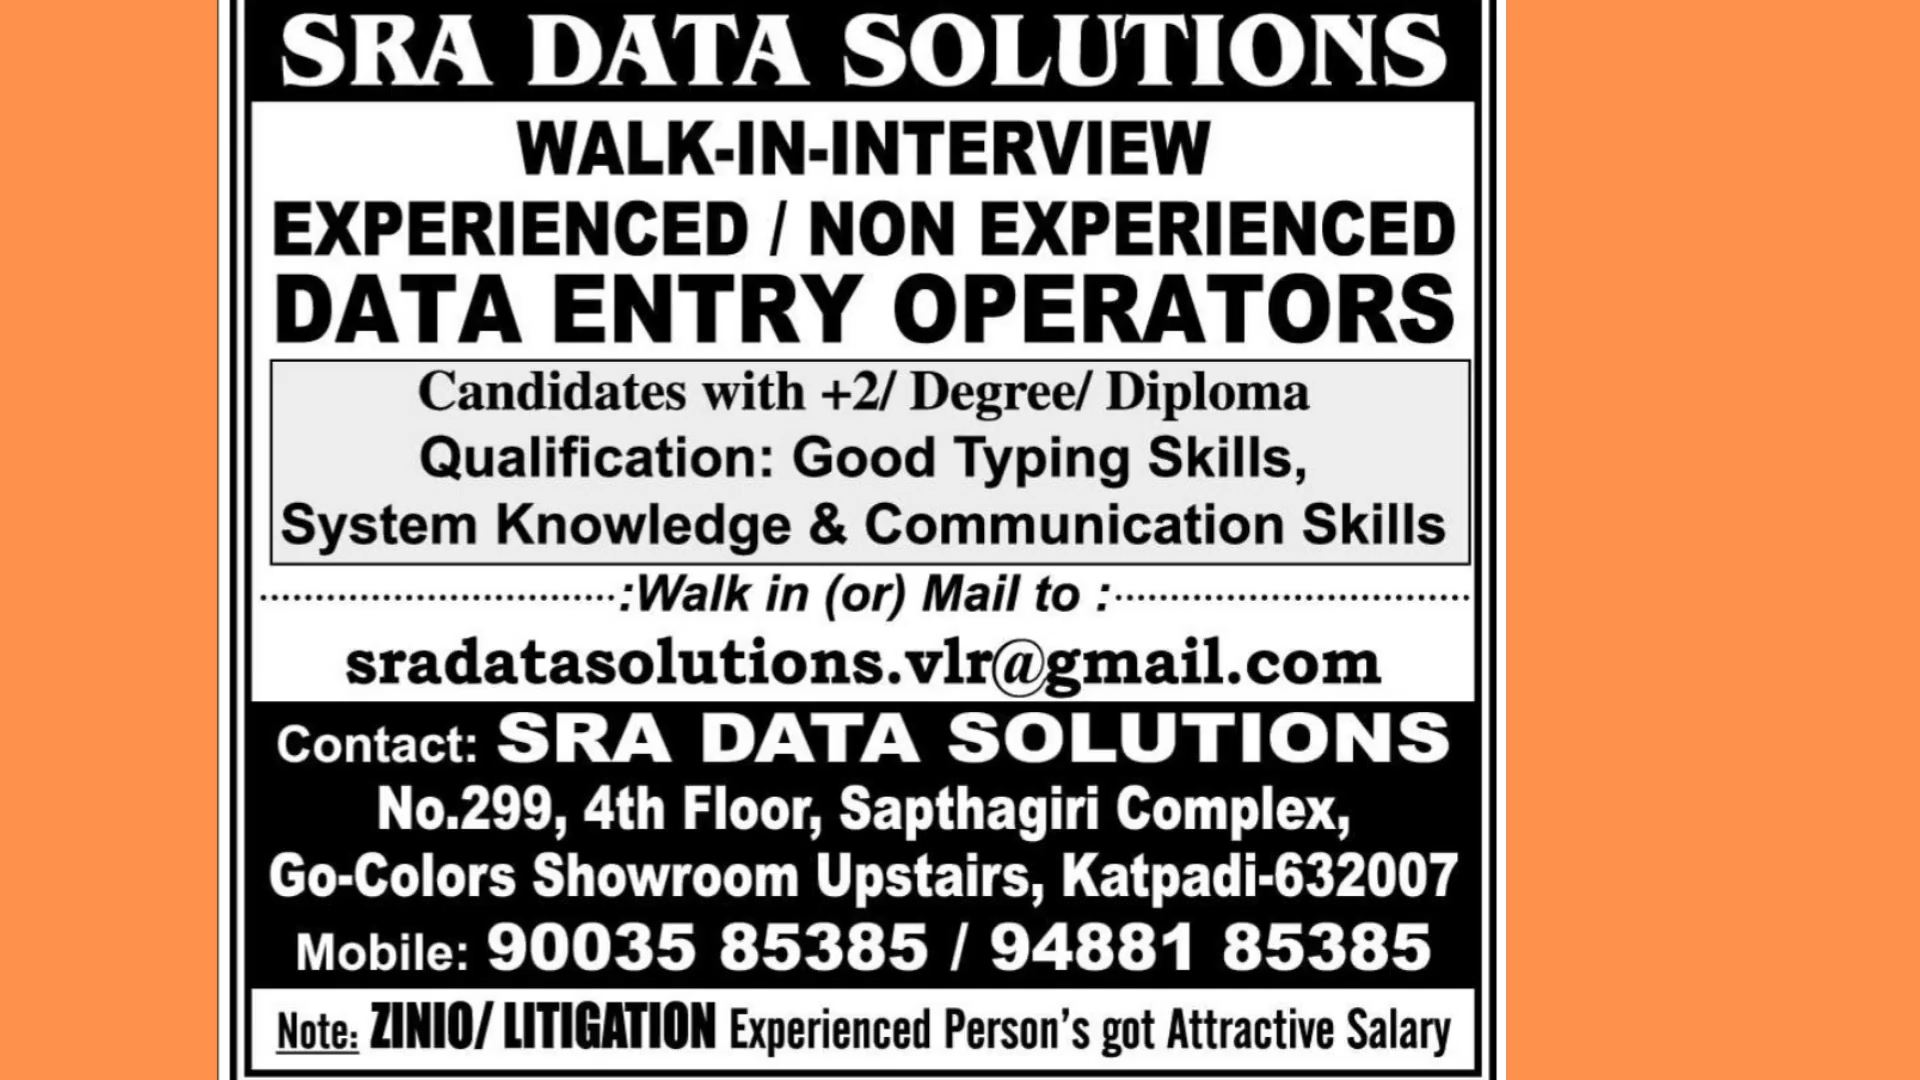 SRA DATA SOLUTIONS
WALK-IN-INTERVIEW
EXPERIENCED / NON EXPERIENCED
DATA ENTRY OPERATORS
Candidates with +2/ Degree/ Diploma
Qualification: Good Typing Skills,
System Knowledge & Communication Skills
:Walk in (or) Mail to :
sradatasolutions.vlr@gmail.com
Contact: SRA DATA SOLUTIONS
No.299, 4th Floor, Sapthagiri Complex,
Go-Colors Showroom Upstairs, Katpadi-632007
Mobile: 90035 85385 / 94881 85385
Note: ZINIO/ LITIGATION Experienced Person's got Attractive Salary